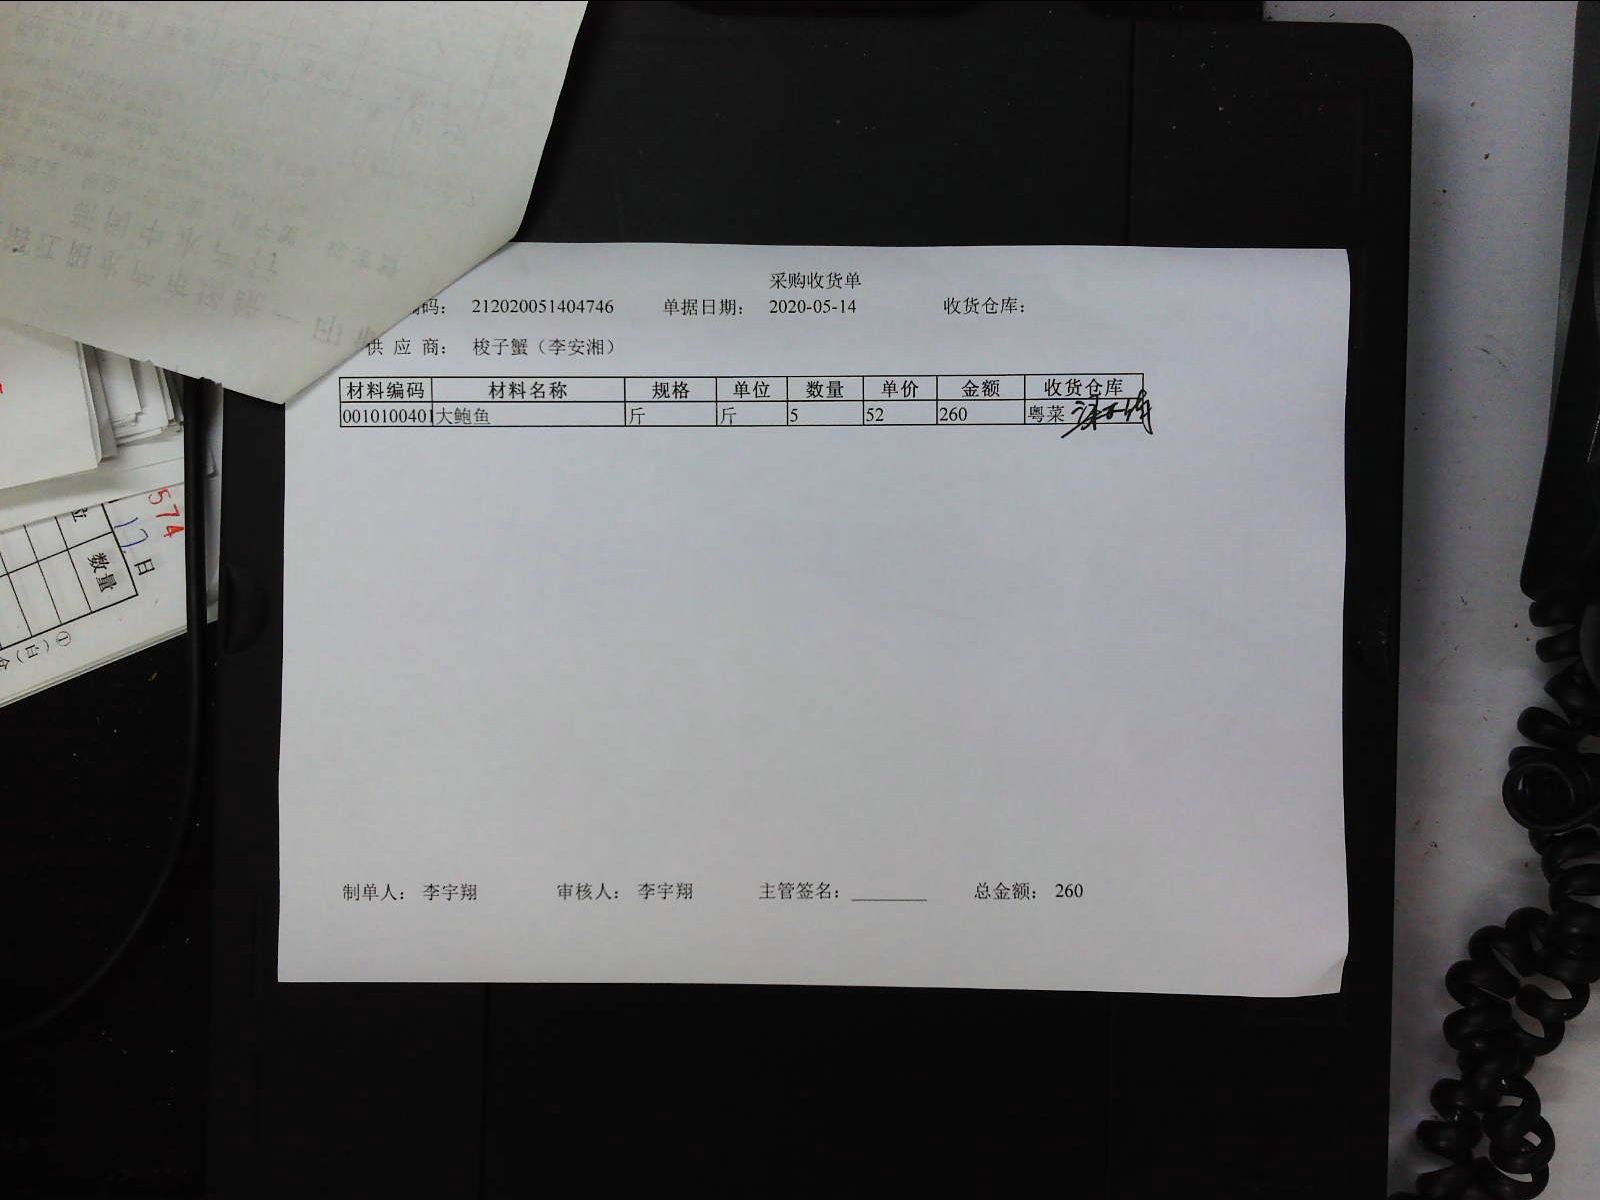 采购收货单
码： 212020051404746 单据日期： 2020-05-14 收货仓库：
供 应 商： 梭子蟹（李安湘）
材料编码 材料名称 规格 单位 数量 单价 金额 收货仓库
0010100401 大鲍鱼 斤 斤 5 52 260 粤菜
制单人： 李宇翔 审核人： 李宇翔 主管签名： 总金额： 260
574
17 日
数量
①(白)